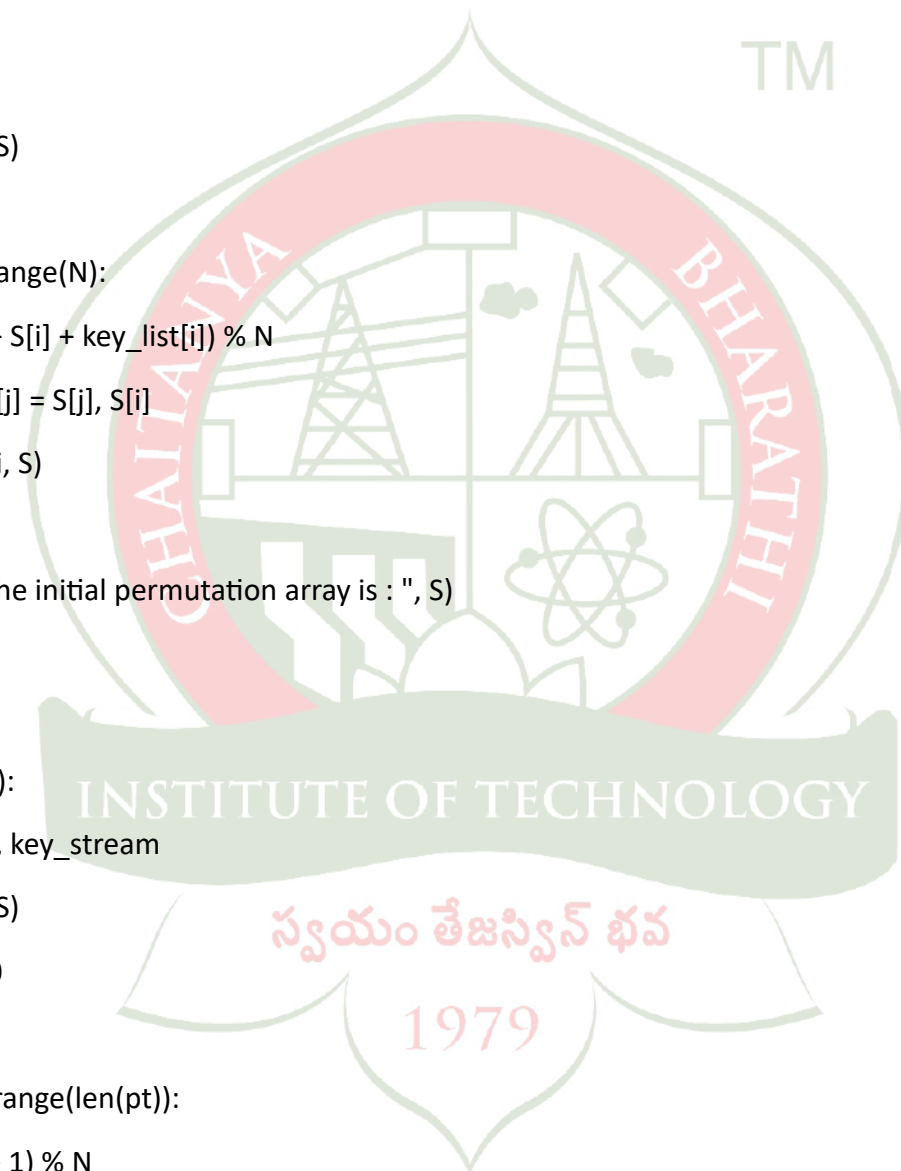 TM
S)
ange(N):
- S[i] + key_list[i]) % N
[j] = S[j], S[i]
i, S)
CHAITANYA BHARATHI
he initial permutation array is : ", S)
):
INSTITUTE OF TECHNOLOGY
, key_stream
S)
స్వయం తేజస్విన్ భవ
)
1979
range(len(pt)):
1) % N